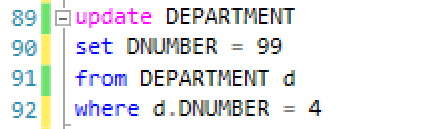 89 update DEPARTMENT
90 set DNUMBER = 99
91 from DEPARTMENT d
92 where d.DNUMBER = 4